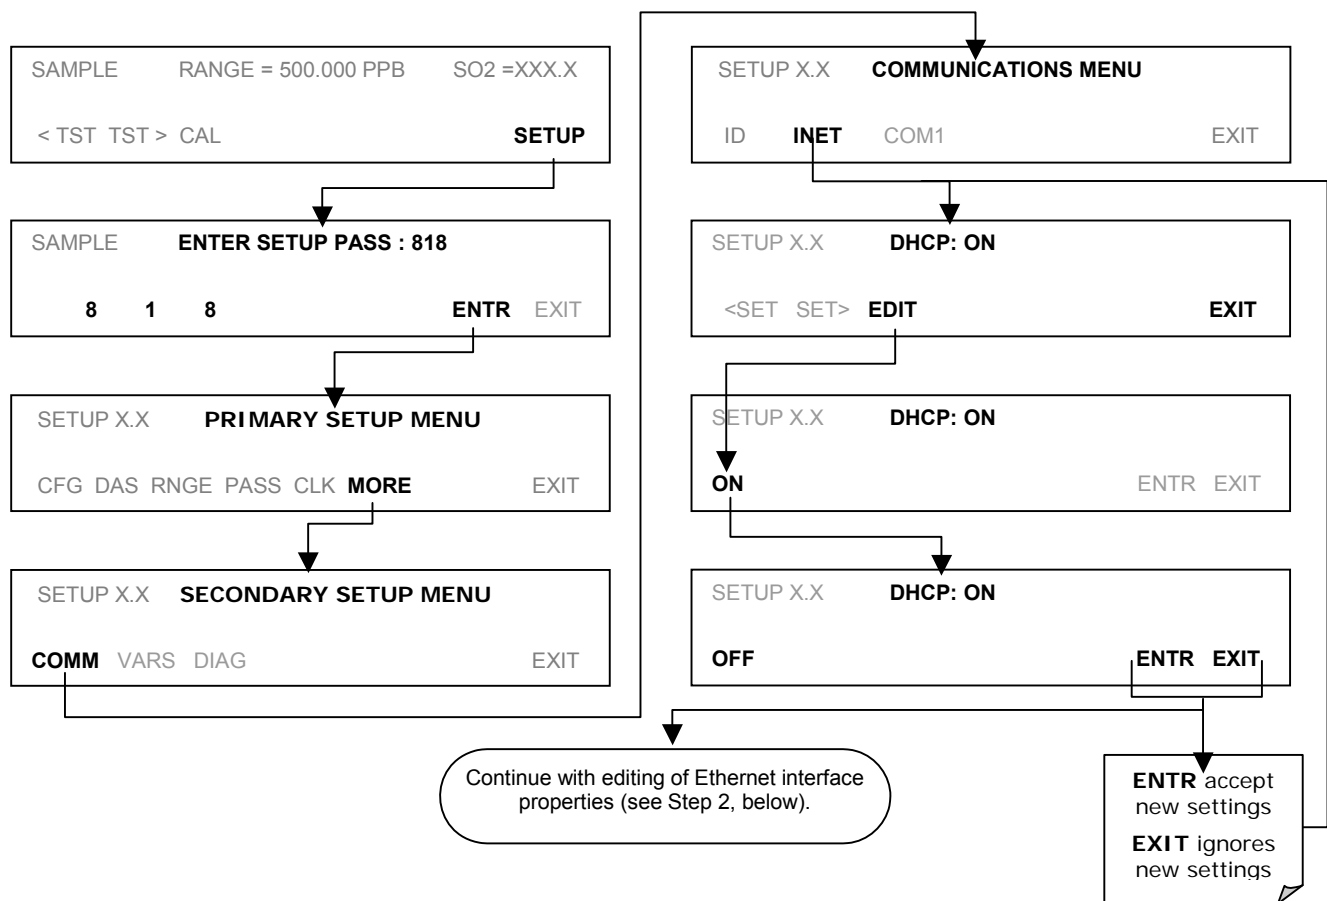 SAMPLE RANGE = 500.000 PPB SO2 =XXX.X
< TST TST > CAL SETUP
SAMPLE ENTER SETUP PASS : 818
8 1 8 ENTR EXIT
SETUP X.X PRIMARY SETUP MENU
CFG DAS RNGE PASS CLK MORE EXIT
SETUP X.X SECONDARY SETUP MENU
COMM VARS DIAG EXIT
SETUP X.X COMMUNICATIONS MENU
ID INET COM1 EXIT
SETUP X.X DHCP: ON
<SET SET> EDIT EXIT
SETUP X.X DHCP: ON
ON ENTR EXIT
SETUP X.X DHCP: ON
OFF ENTR EXIT
Continue with editing of Ethernet interface
properties (see Step 2, below).
ENTR accept
new settings
EXIT ignores
new settings